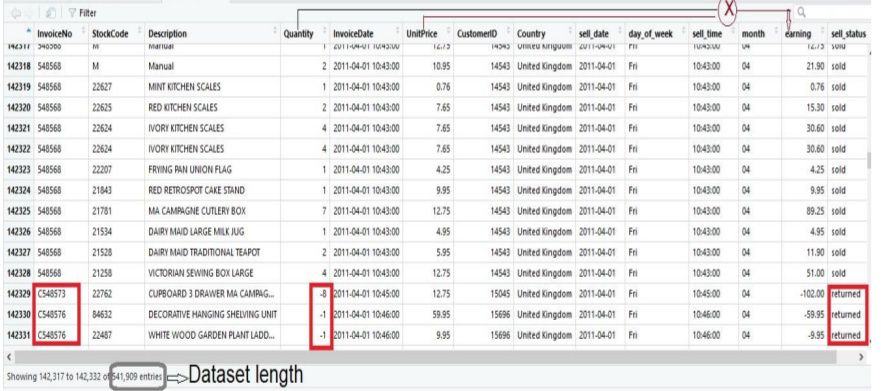 Filter
X
InvoiceNo StockCode Description Quantity InvoiceDate UnitPrice CustomerID Country sell_date day_of_week sell_time month earning sell_status
142317 548568 M Manual 1 2011-04-01 10:43:00 12.75 14543 United Kingdom 2011-04-01 Fri 10:43:00 04 12.75 sold
142318 548568 M Manual 2 2011-04-01 10:43:00 10.95 14543 United Kingdom 2011-04-01 Fri 10:43:00 04 21.90 sold
142319 548568 22627 MINT KITCHEN SCALES 1 2011-04-01 10:43:00 0.76 14543 United Kingdom 2011-04-01 Fri 10:43:00 04 0.76 sold
142320 548568 22625 RED KITCHEN SCALES 2 2011-04-01 10:43:00 7.65 14543 United Kingdom 2011-04-01 Fri 10:43:00 04 15.30 sold
142321 548568 22624 IVORY KITCHEN SCALES 4 2011-04-01 10:43:00 7.65 14543 United Kingdom 2011-04-01 Fri 10:43:00 04 30.60 sold
142322 548568 22624 IVORY KITCHEN SCALES 4 2011-04-01 10:43:00 7.65 14543 United Kingdom 2011-04-01 Fri 10:43:00 04 30.60 sold
142323 548568 22207 FRYING PAN UNION FLAG 1 2011-04-01 10:43:00 4.25 14543 United Kingdom 2011-04-01 Fri 10:43:00 04 4.25 sold
142324 548568 21843 RED RETROSPOT CAKE STAND 1 2011-04-01 10:43:00 9.95 14543 United Kingdom 2011-04-01 Fri 10:43:00 04 9.95 sold
142325 548568 21781 MA CAMPAGNE CUTLERY BOX 7 2011-04-01 10:43:00 12.75 14543 United Kingdom 2011-04-01 Fri 10:43:00 04 89.25 sold
142326 548568 21534 DAIRY MAID LARGE MILK JUG 1 2011-04-01 10:43:00 4.95 14543 United Kingdom 2011-04-01 Fri 10:43:00 04 4.95 sold
142327 548568 21528 DAIRY MAID TRADITIONAL TEAPOT 2 2011-04-01 10:43:00 5.95 14543 United Kingdom 2011-04-01 Fri 10:43:00 04 11.90 sold
142328 548568 21258 VICTORIAN SEWING BOX LARGE 4 2011-04-01 10:43:00 12.75 14543 United Kingdom 2011-04-01 Fri 10:43:00 04 51.00 sold
142329 C548573 22762 CUPBOARD 3 DRAWER MA CAMPAG... -8 2011-04-01 10:45:00 12.75 15045 United Kingdom 2011-04-01 Fri 10:45:00 04 -102.00 returned
142330 C548576 84632 DECORATIVE HANGING SHELVING UNIT -1 2011-04-01 10:46:00 59.95 15696 United Kingdom 2011-04-01 Fri 10:46:00 04 -59.95 returned
142331 C548576 22487 WHITE WOOD GARDEN PLANT LADD... -1 2011-04-01 10:46:00 9.95 15696 United Kingdom 2011-04-01 Fri 10:46:00 04 -9.95 returned
Showing 142,317 to 142,332 of 541,909 entries Dataset length